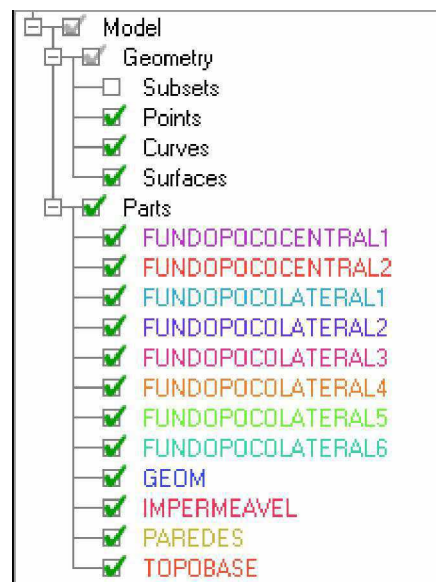 Model
Geometry
Subsets
Points
Curves
Surfaces
Parts
FUNDOPOCOCENTRAL1
FUNDOPOCOCENTRAL2
FUNDOPOCOLATERAL1
FUNDOPOCOLATERAL2
FUNDOPOCOLATERAL3
FUNDOPOCOLATERAL4
FUNDOPOCOLATERAL5
FUNDOPOCOLATERAL6
GEOM
IMPERMEAVEL
PAREDES
TOPOBASE